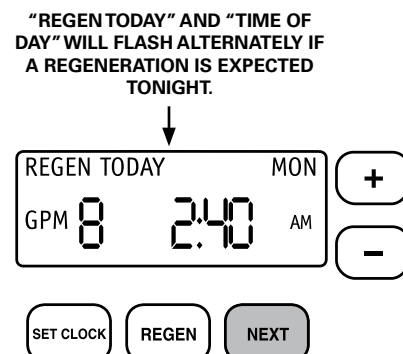 “REGEN TODAY” AND “TIME OF
DAY” WILL FLASH ALTERNATELY IF
A REGENERATION IS EXPECTED
TONIGHT.
REGEN TODAY MON
GPM 8 2:40 AM
+
–
SET CLOCK REGEN NEXT